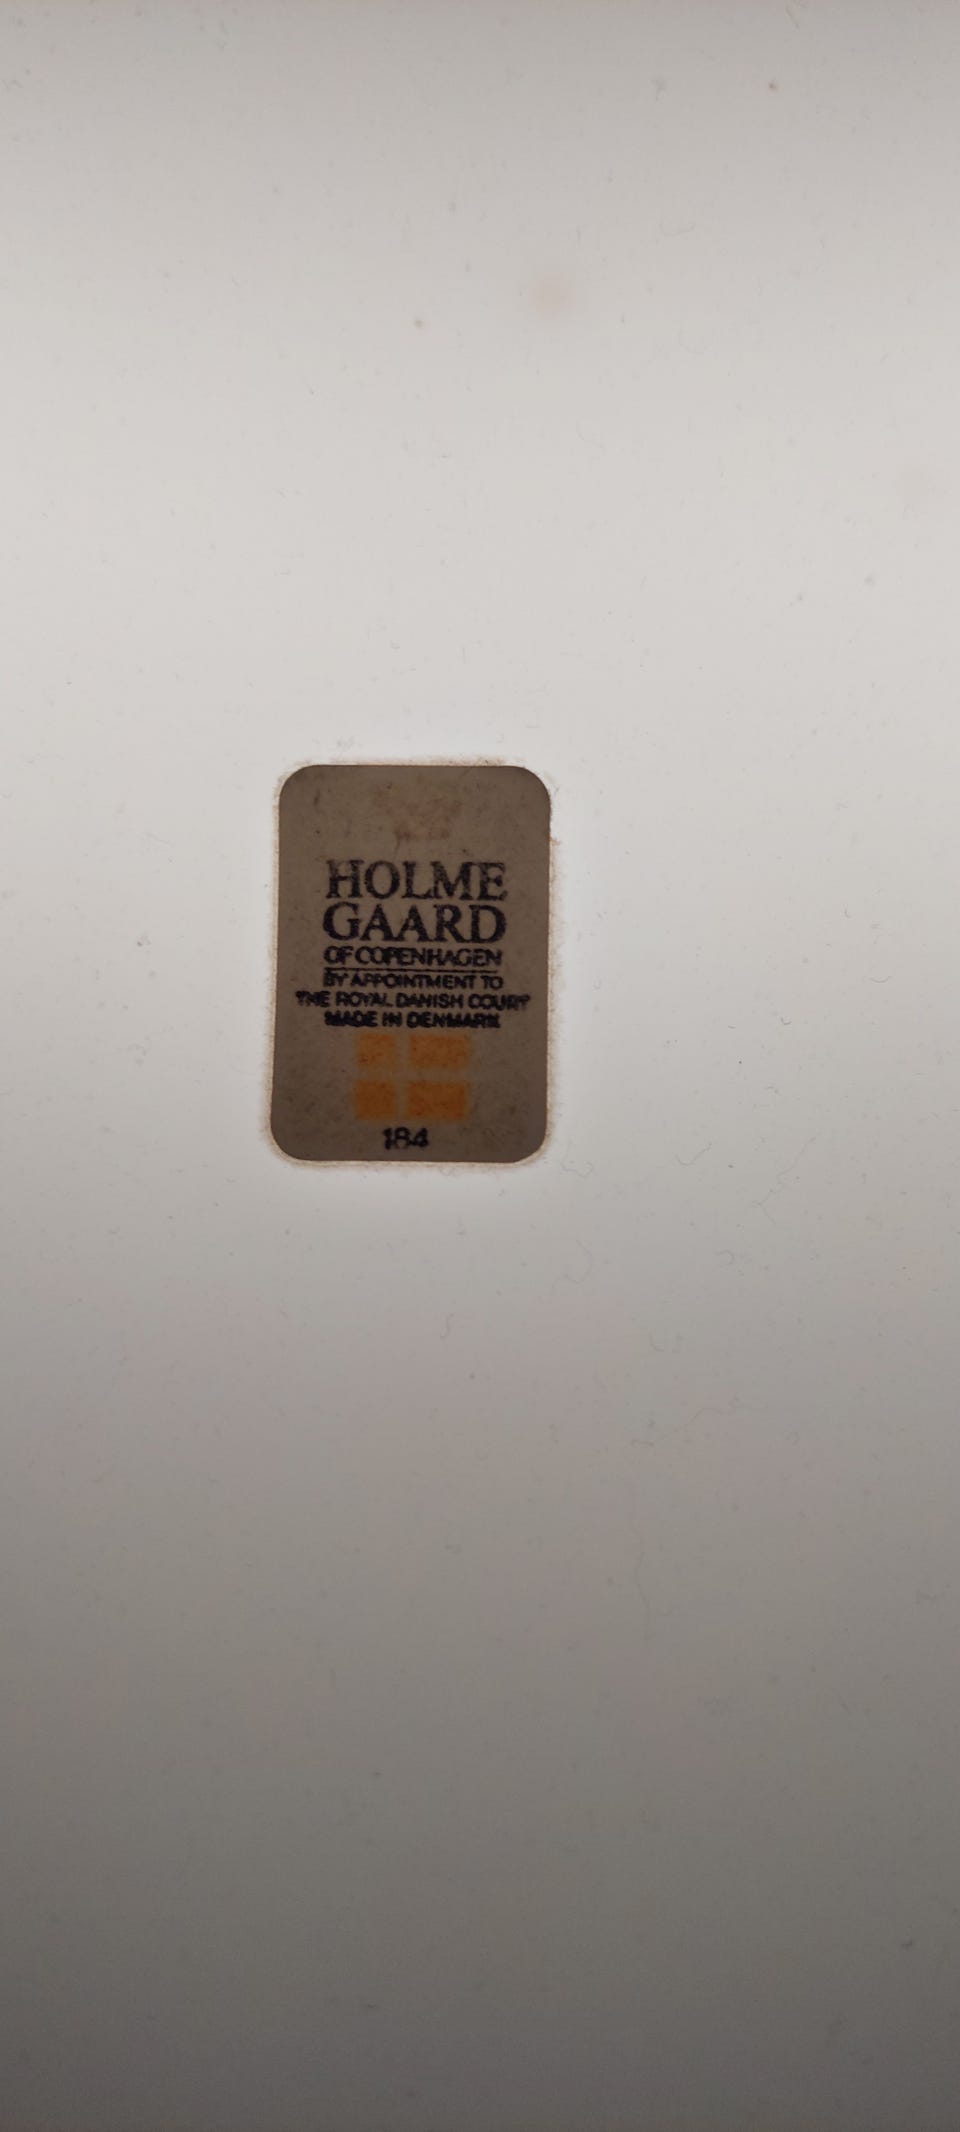 HOLME
GAARD
OF COPENHAGEN
BY APPOINTMENT TO
THE ROYAL DANISH COURT
MADE IN DENMARK
184